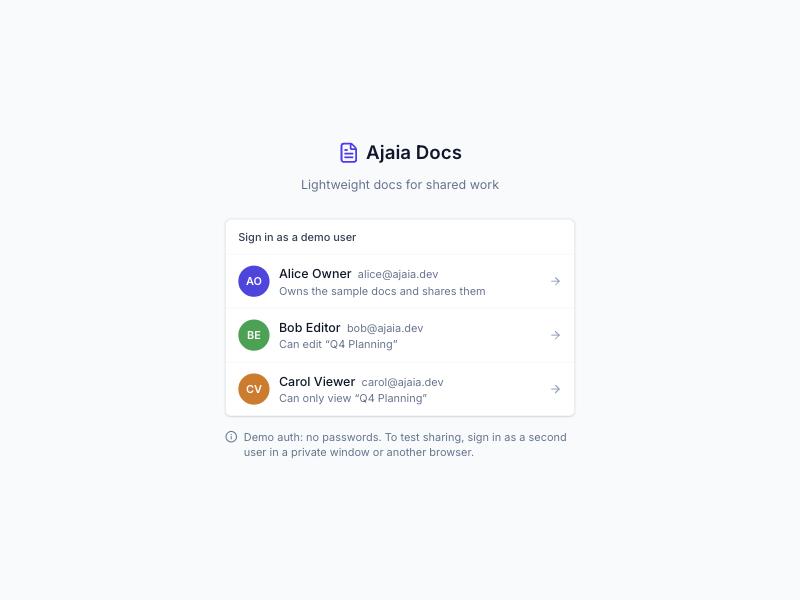 Ajaia Docs
Lightweight docs for shared work
Sign in as a demo user
AO
Alice Owner alice@ajaia.dev
Owns the sample docs and shares them
BE
Bob Editor bob@ajaia.dev
Can edit “Q4 Planning”
CV
Carol Viewer carol@ajaia.dev
Can only view “Q4 Planning”
Demo auth: no passwords. To test sharing, sign in as a second
user in a private window or another browser.